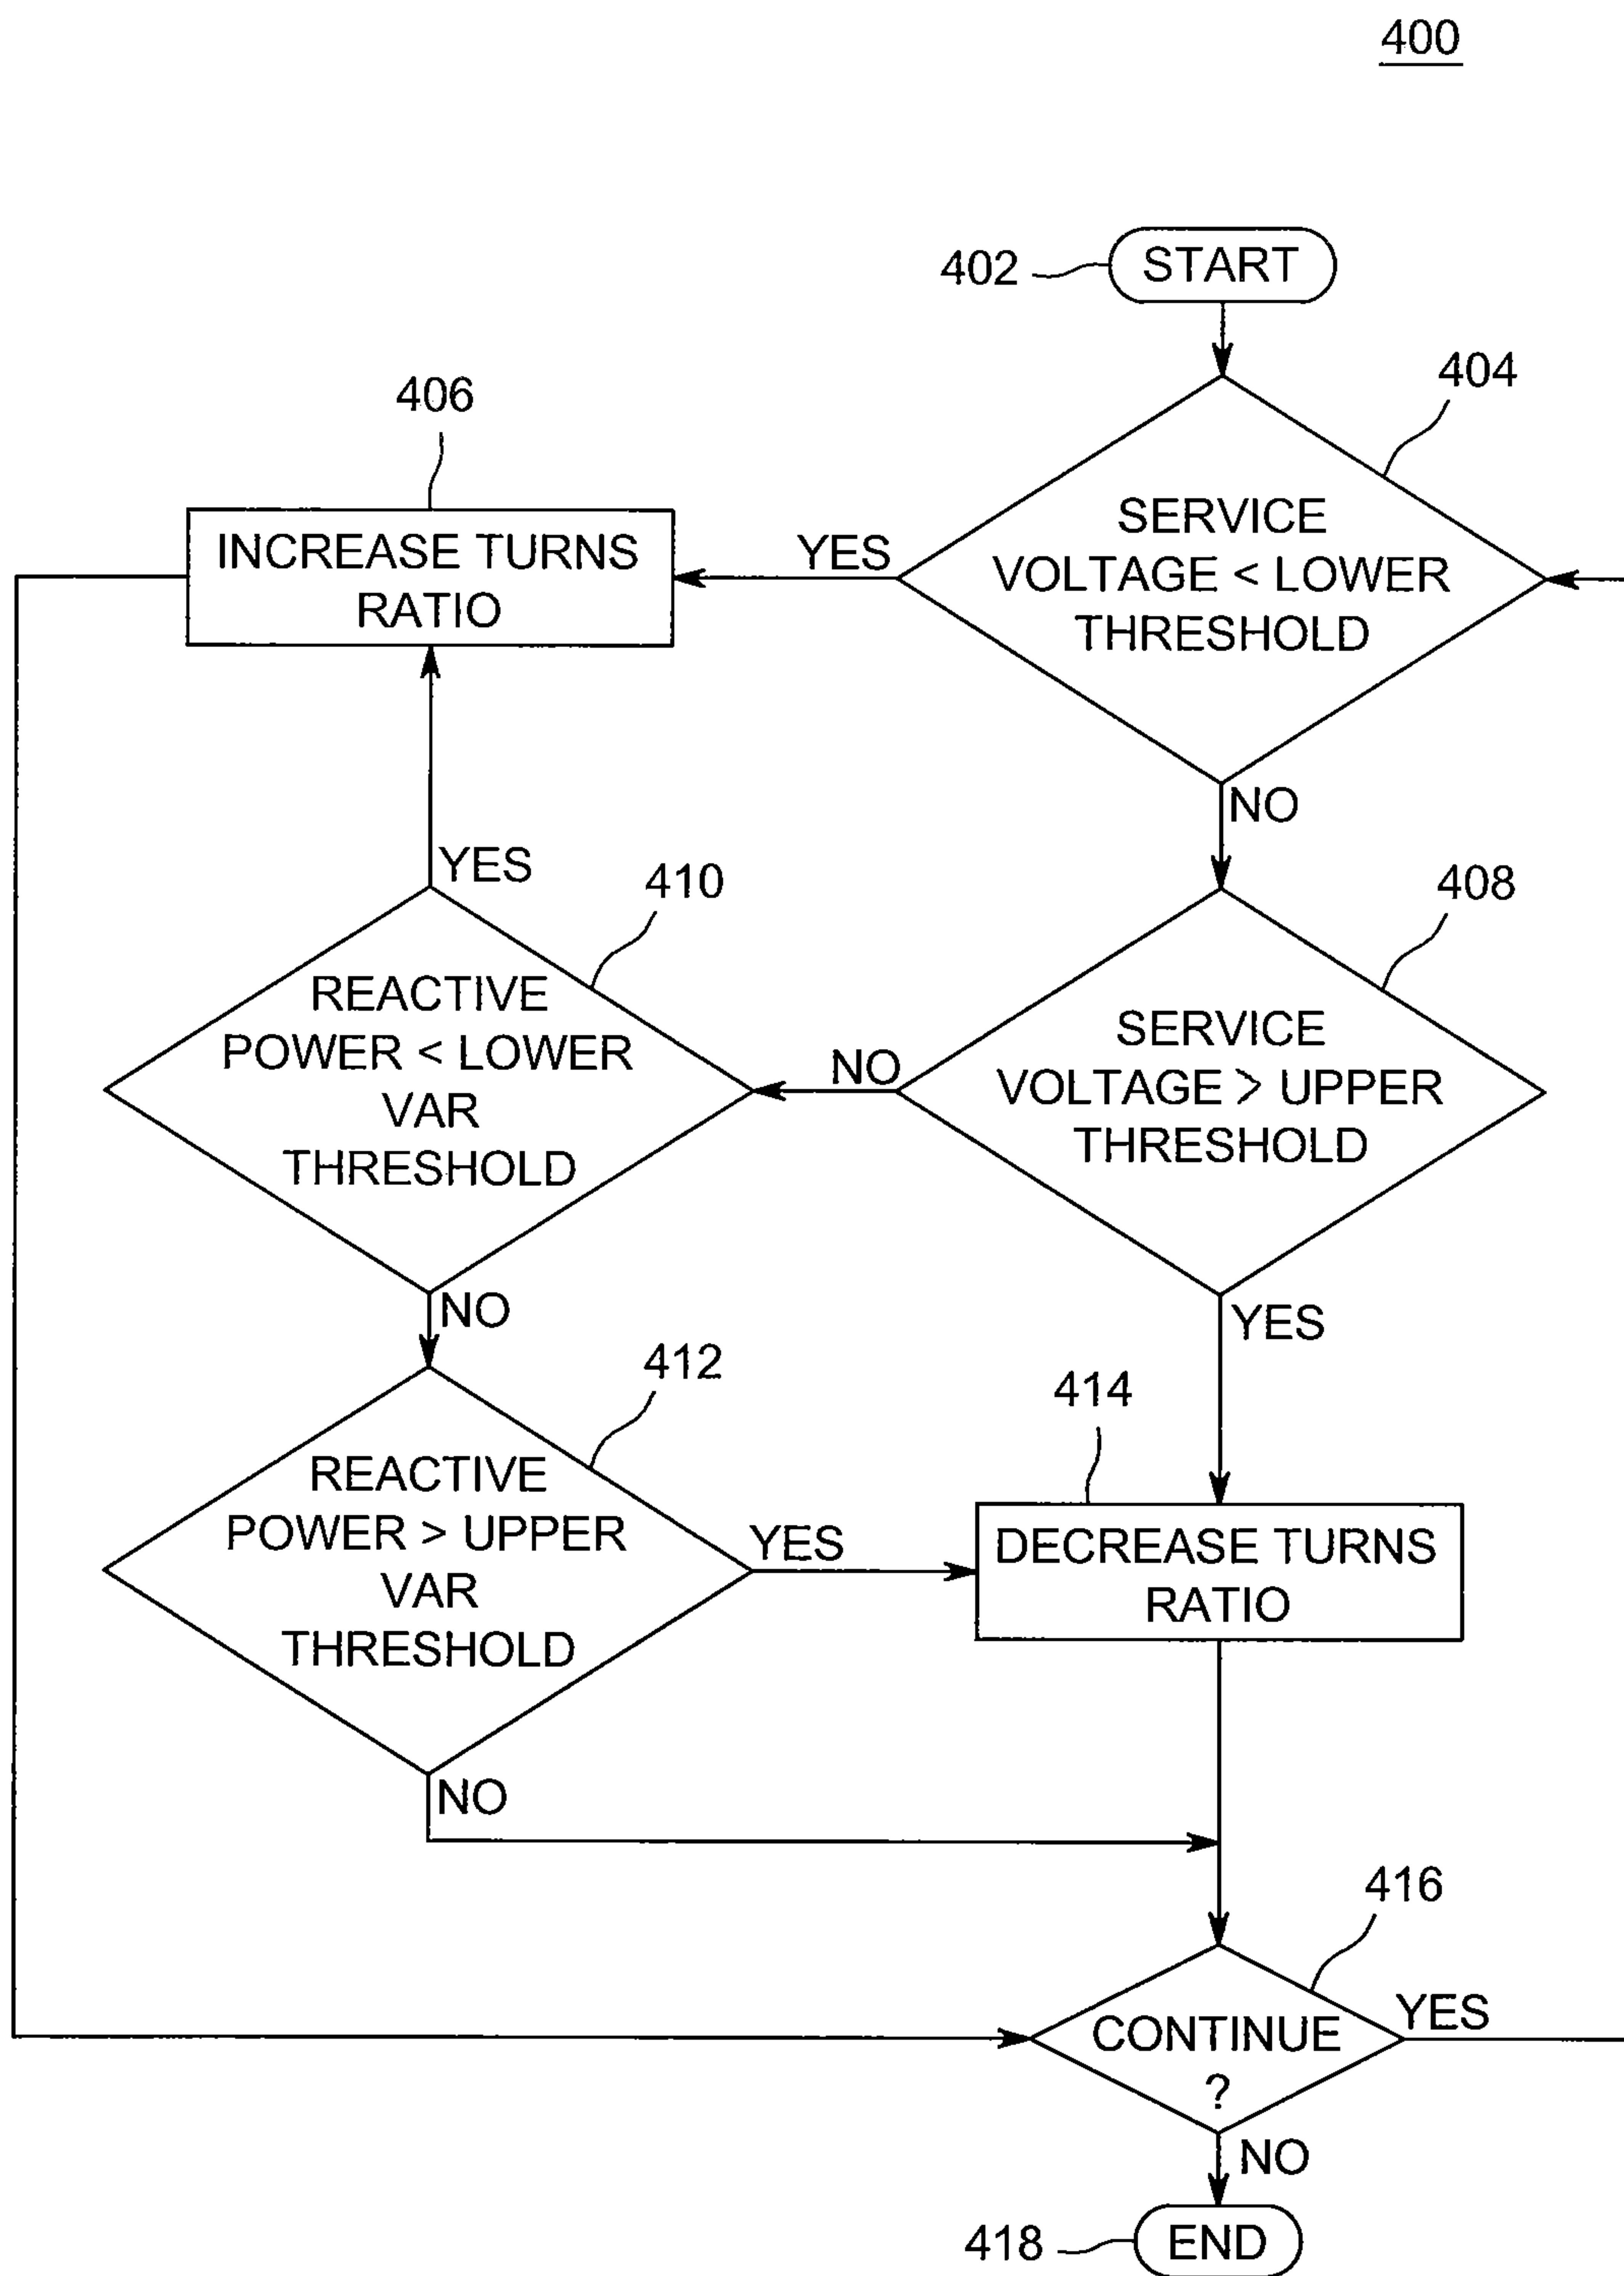 400
402
START
404
406
SERVICE
VOLTAGE < LOWER
THRESHOLD
YES
INCREASE TURNS
RATIO
NO
YES
410
408
REACTIVE
POWER < LOWER
VAR
THRESHOLD
NO
SERVICE
VOLTAGE > UPPER
THRESHOLD
NO
YES
412
414
REACTIVE
POWER > UPPER
VAR
THRESHOLD
YES
DECREASE TURNS
RATIO
NO
416
CONTINUE
?
YES
NO
418
END